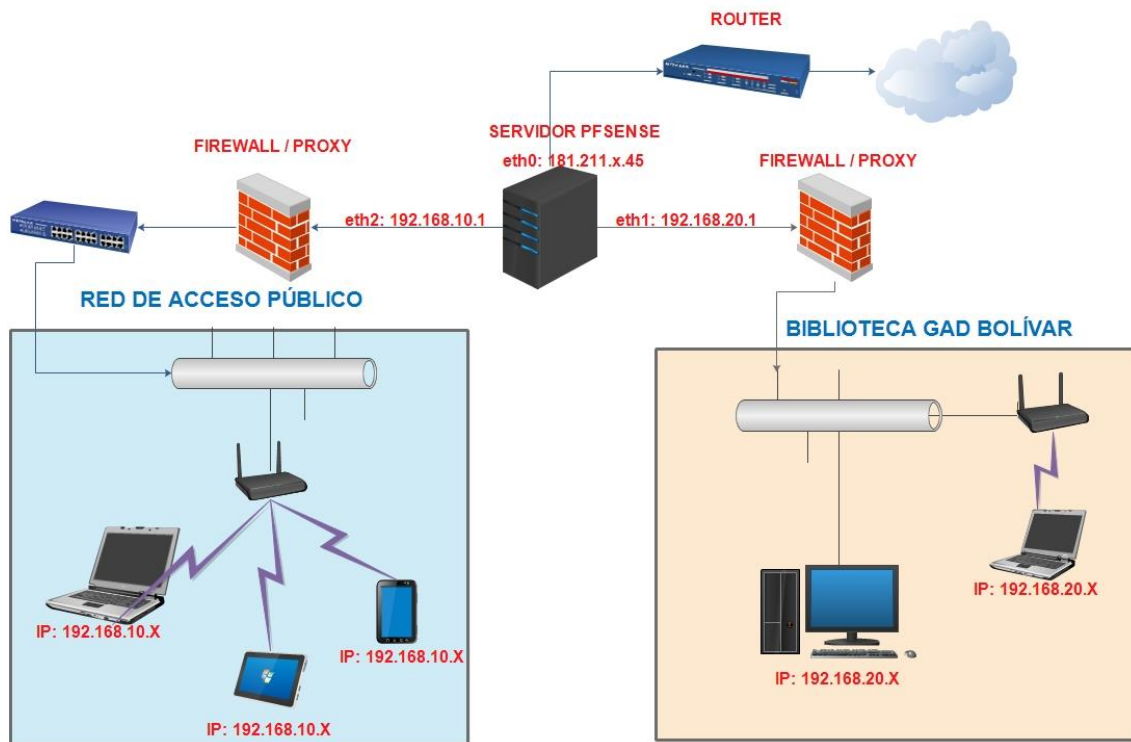 ROUTER
SERVIDOR PFSENSE
eth0: 181.211.x.45
FIREWALL / PROXY
FIREWALL / PROXY
eth2: 192.168.10.1
eth1: 192.168.20.1
RED DE ACCESO PÚBLICO
BIBLIOTECA GAD BOLÍVAR
IP: 192.168.10.X
IP: 192.168.10.X
IP: 192.168.10.X
IP: 192.168.20.X
IP: 192.168.20.X